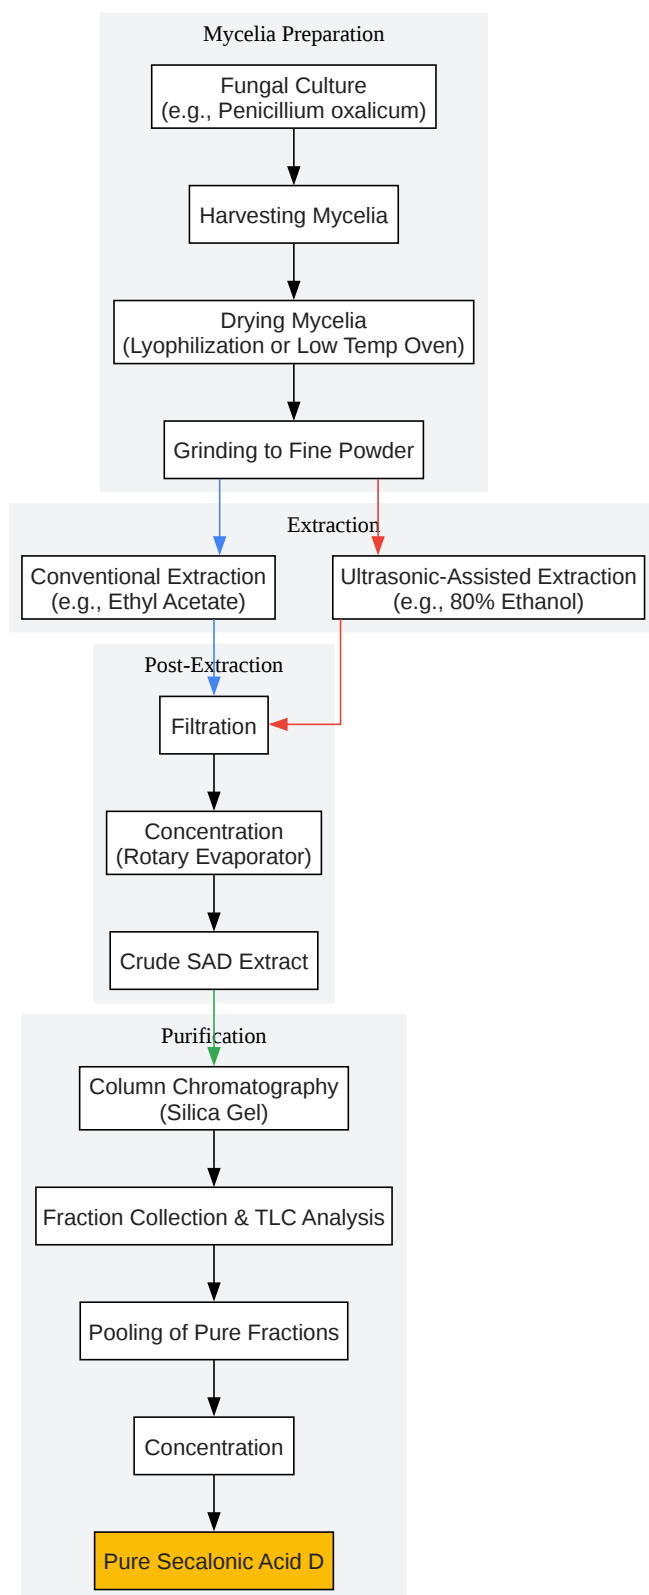 Mycelia Preparation
Fungal Culture
(e.g., Penicillium oxalicum)
Harvesting Mycelia
Drying Mycelia
(Lyophilization or Low Temp Oven)
Grinding to Fine Powder
Extraction
Conventional Extraction
(e.g., Ethyl Acetate)
Ultrasonic-Assisted Extraction
(e.g., 80% Ethanol)
Post-Extraction
Filtration
Concentration
(Rotary Evaporator)
Crude SAD Extract
Purification
Column Chromatography
(Silica Gel)
Fraction Collection & TLC Analysis
Pooling of Pure Fractions
Concentration
Pure Secalonic Acid D